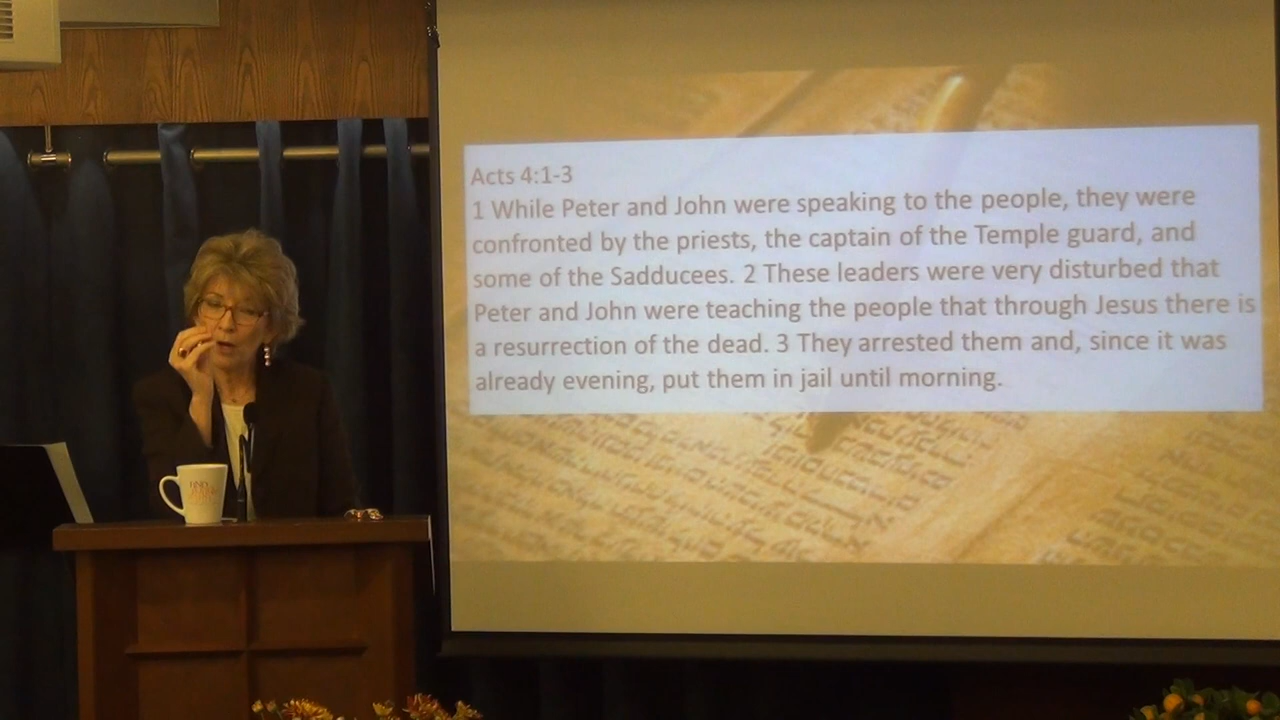 Acts 4:1-3
1 While Peter and John were speaking to the people, they were
confronted by the priests, the captain of the Temple guard, and
some of the Sadducees. 2 These leaders were very disturbed that
Peter and John were teaching the people that through Jesus there is
a resurrection of the dead. 3 They arrested them and, since it was
already evening, put them in jail until morning.